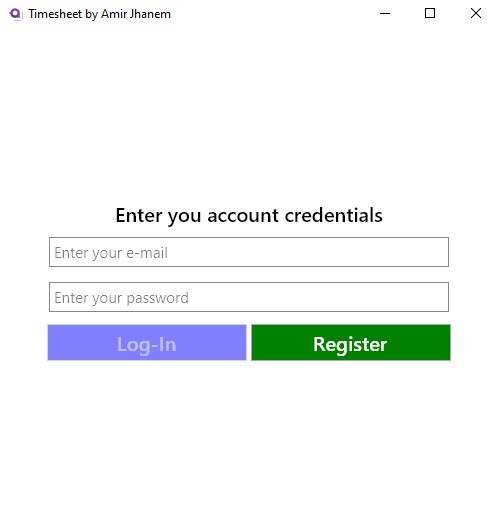 Timesheet by Amir Jhanem
Enter you account credentials
Enter your e-mail
Enter your password
Log-In Register